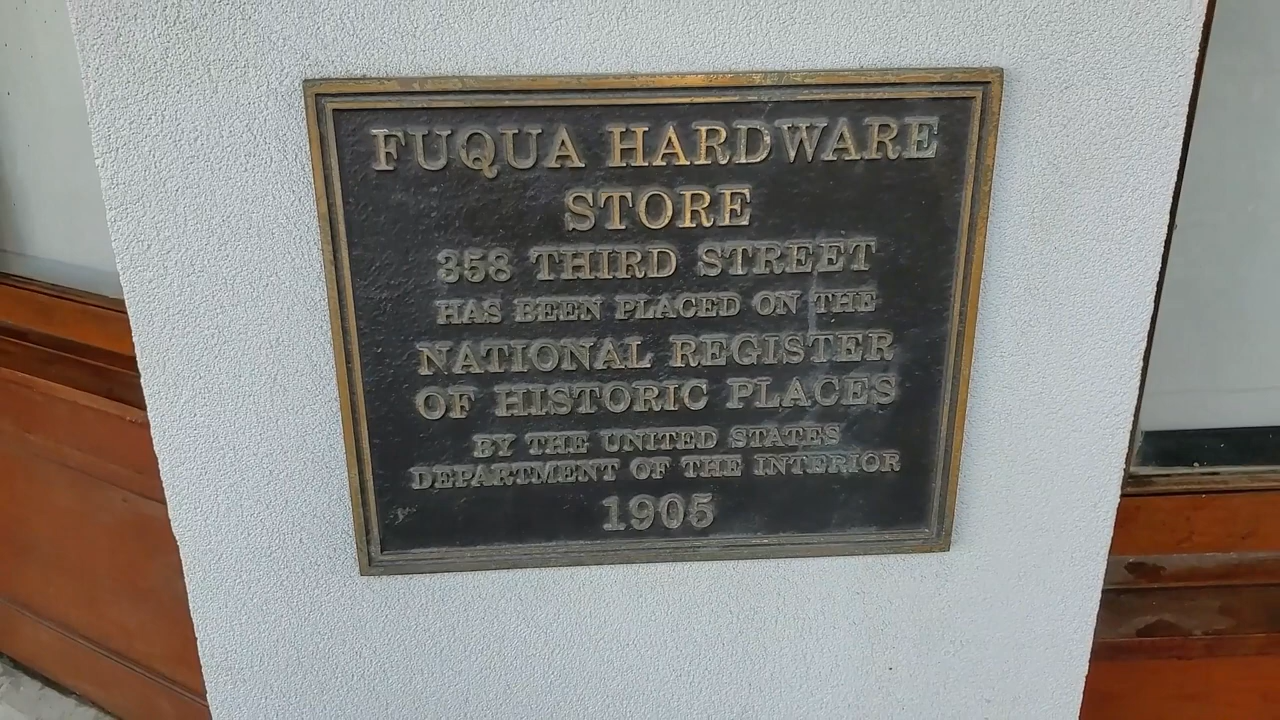 FUQUA HARDWARE
STORE
358 THIRD STREET
HAS BEEN PLACED ON THE
NATIONAL REGISTER
OF HISTORIC PLACES
BY THE UNITED STATES
DEPARTMENT OF THE INTERIOR
1905